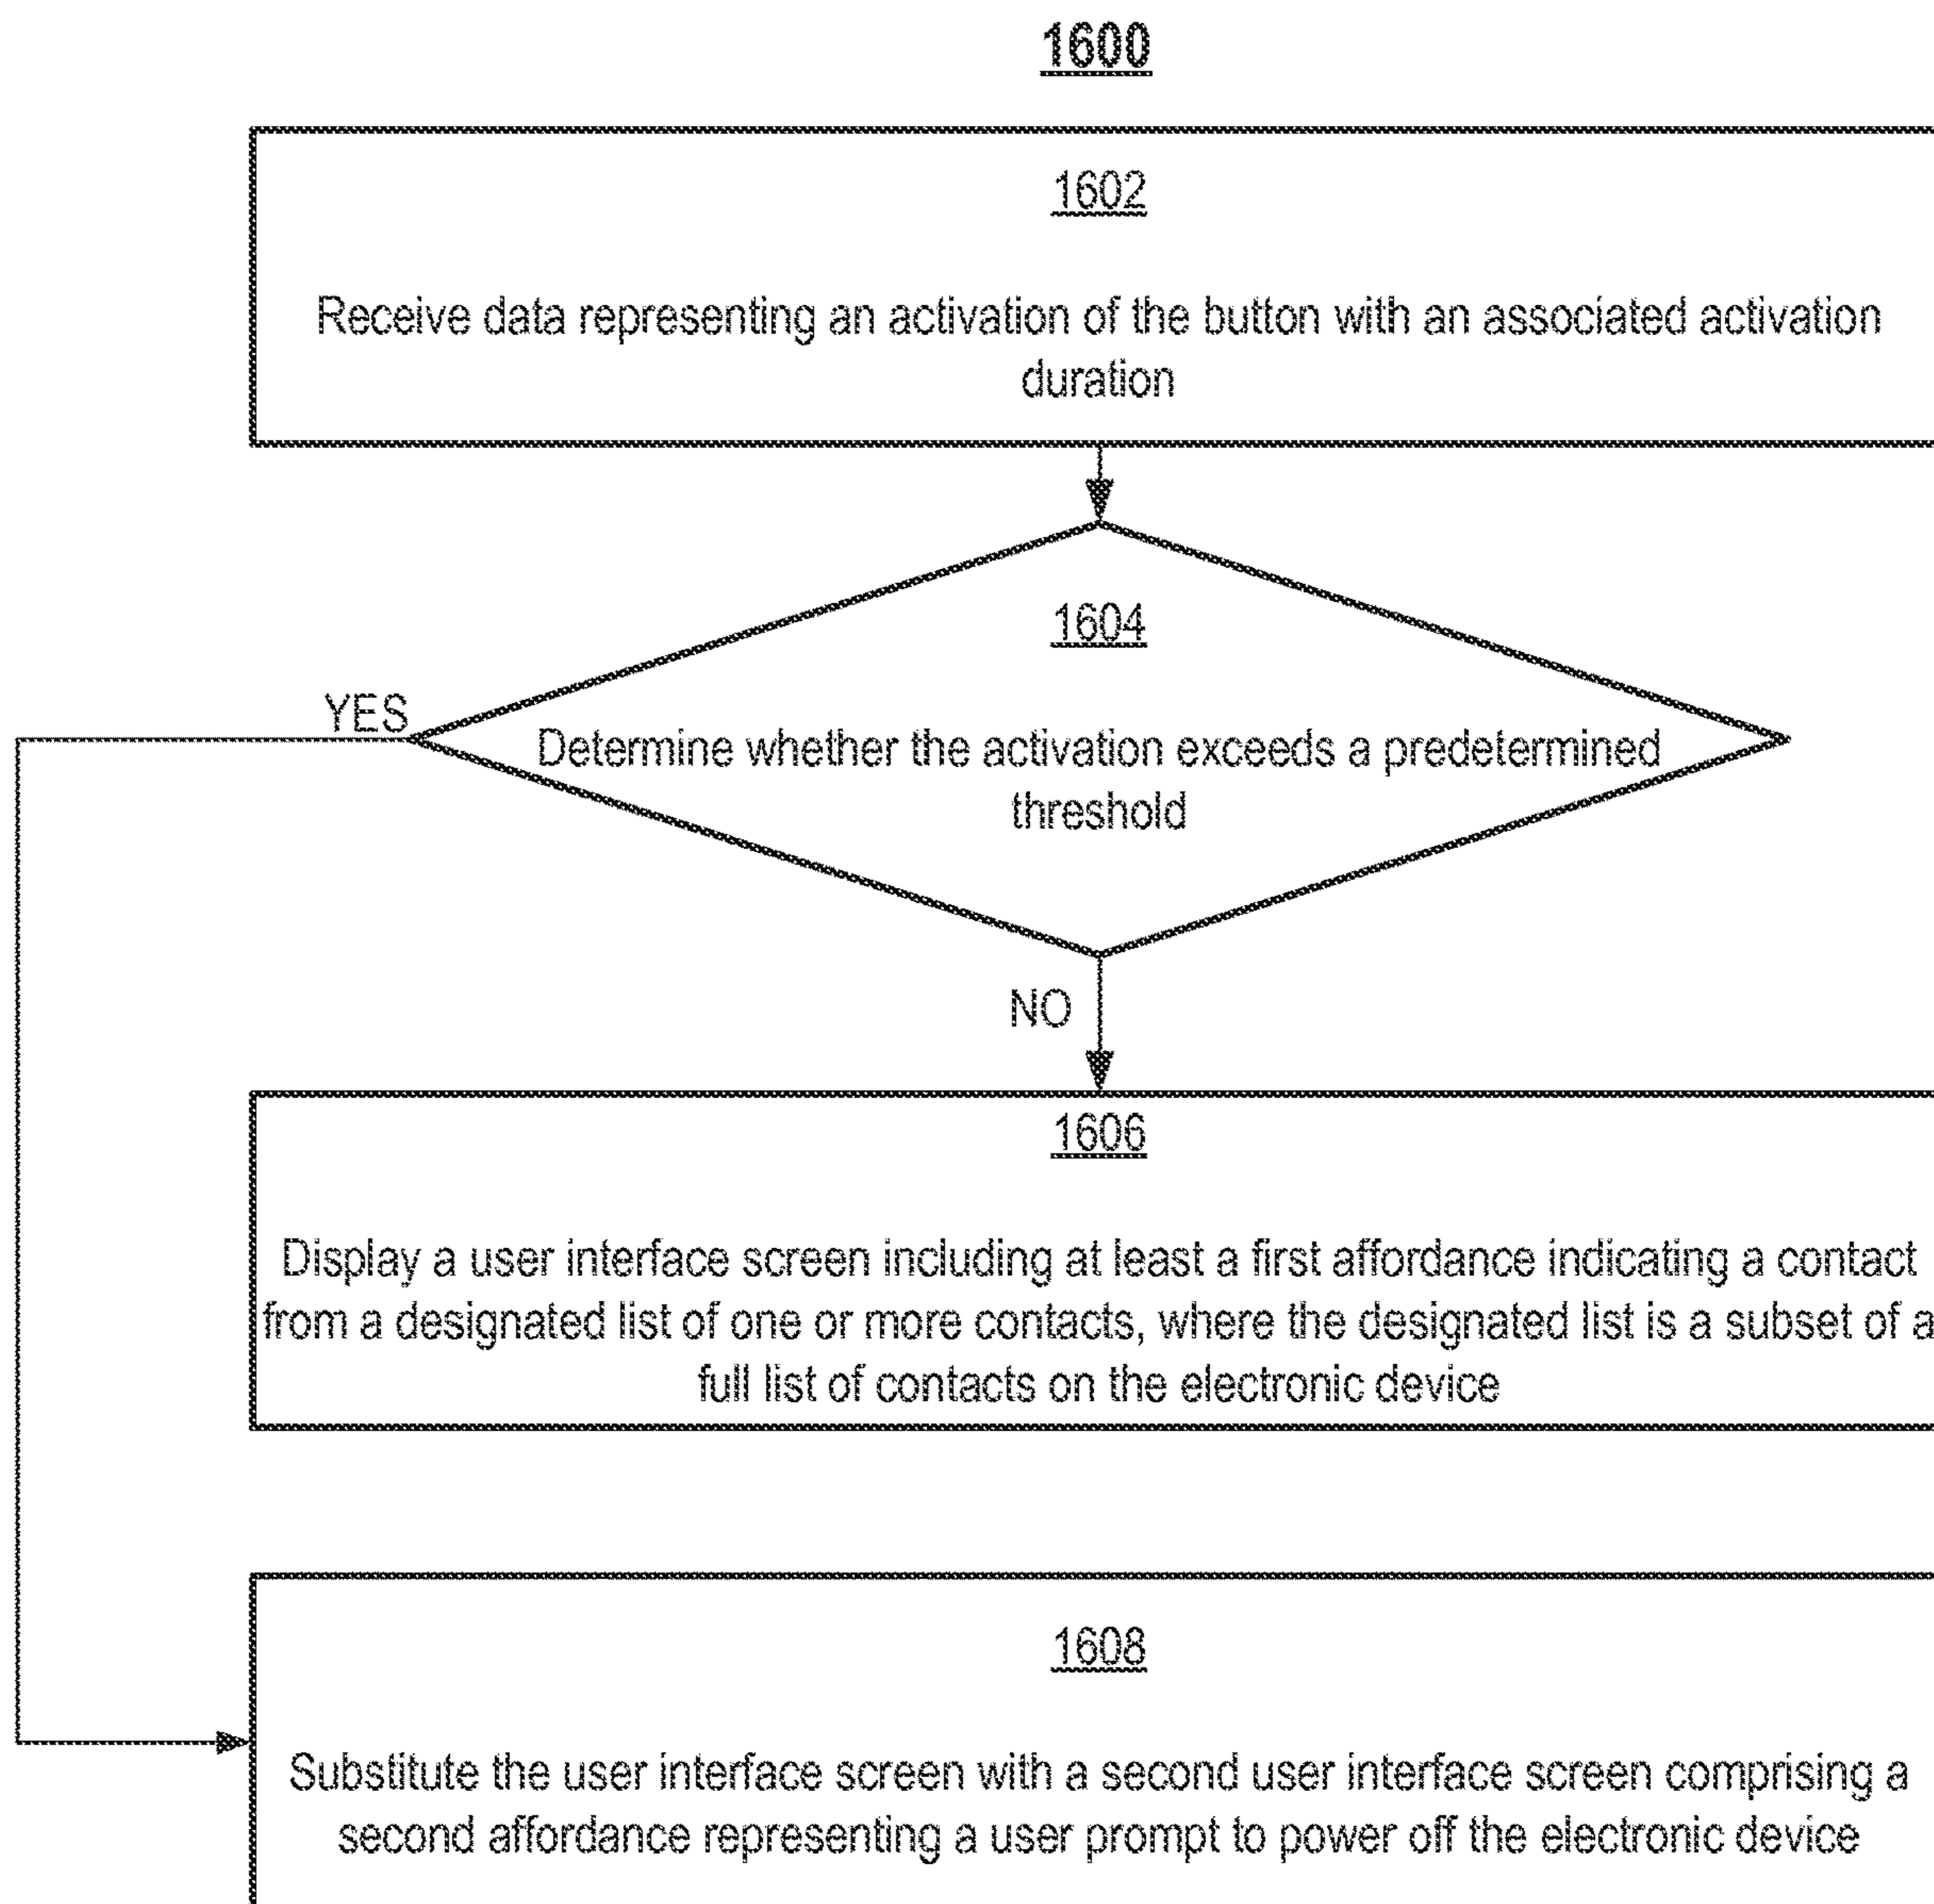 1600
1602
Receive data representing an activation of the button with an associated activation
duration
1604
YES
Determine whether the activation exceeds a predetermined
threshold
NO
1606
Display a user interface screen including at least a first affordance indicating a contact
from a designated list of one or more contacts, where the designated list is a subset of a
full list of contacts on the electronic device
1608
Substitute the user interface screen with a second user interface screen comprising a
second affordance representing a user prompt to power off the electronic device